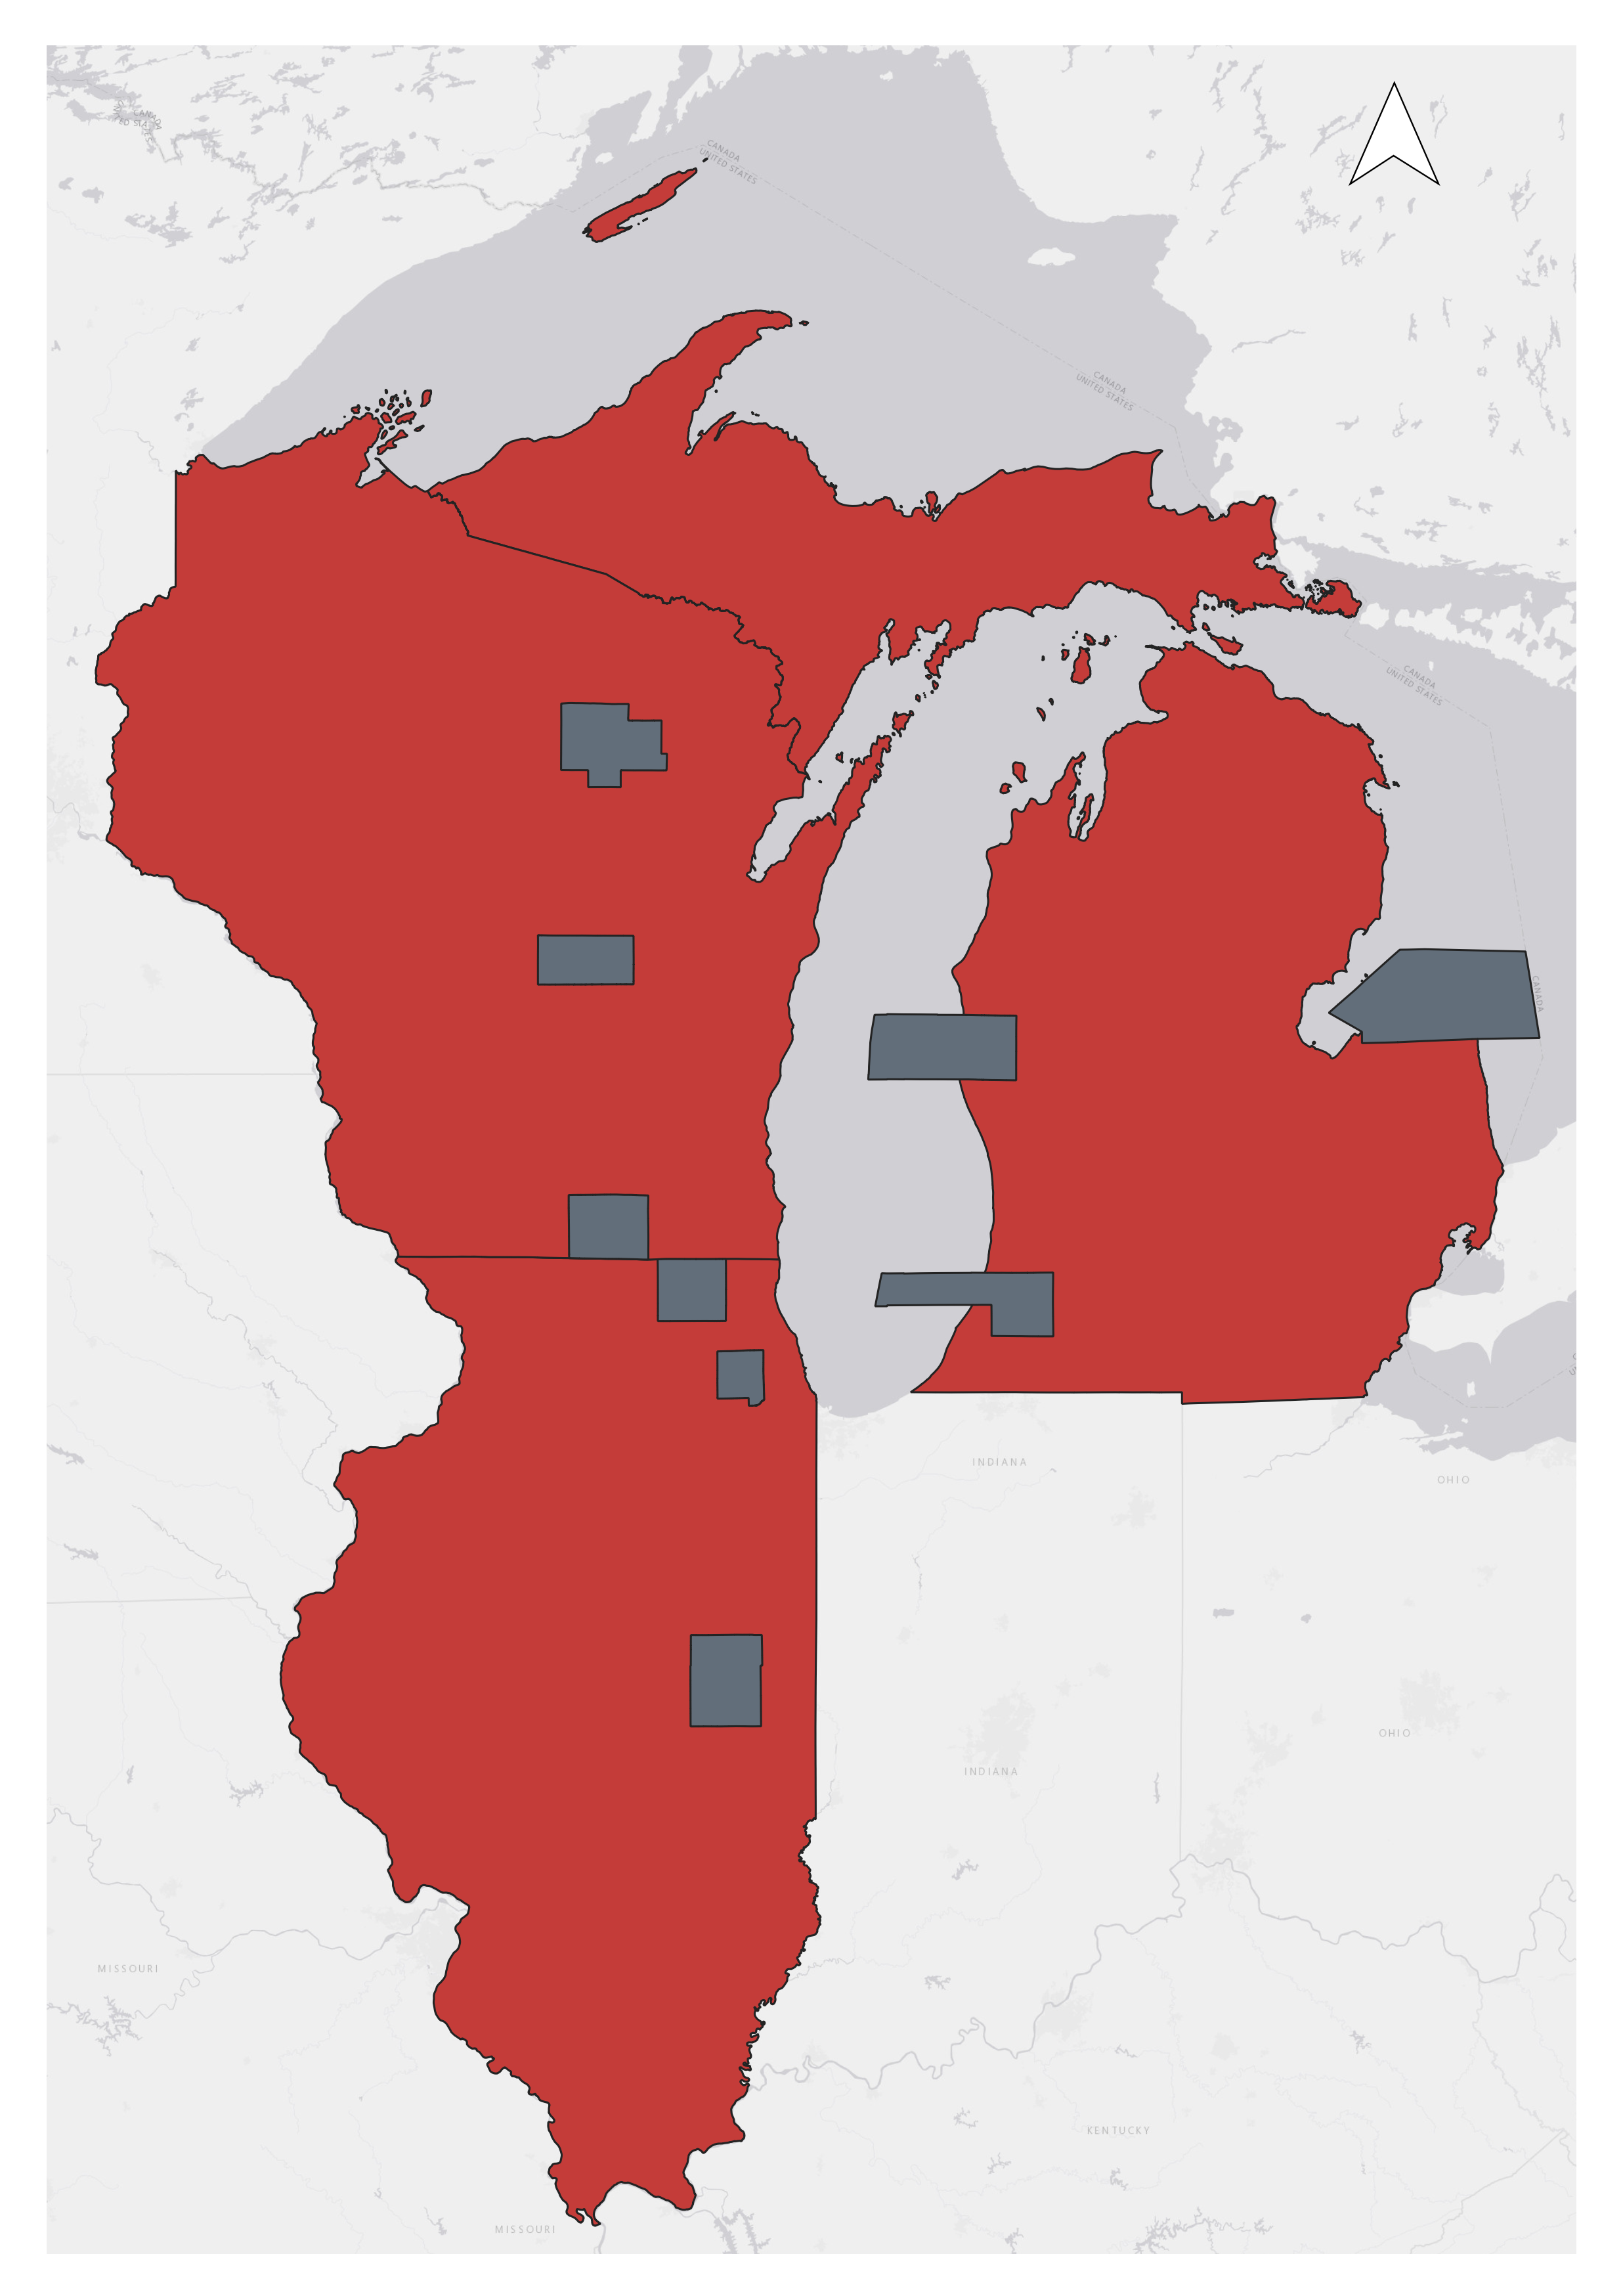 CANADA
UNITED STATES
CANADA
UNITED STATES
CANADA
UNITED STATES
CANADA
INDIANA
OHIO
OHIO
INDIANA
MISSOURI
KENTUCKY
MISSOURI